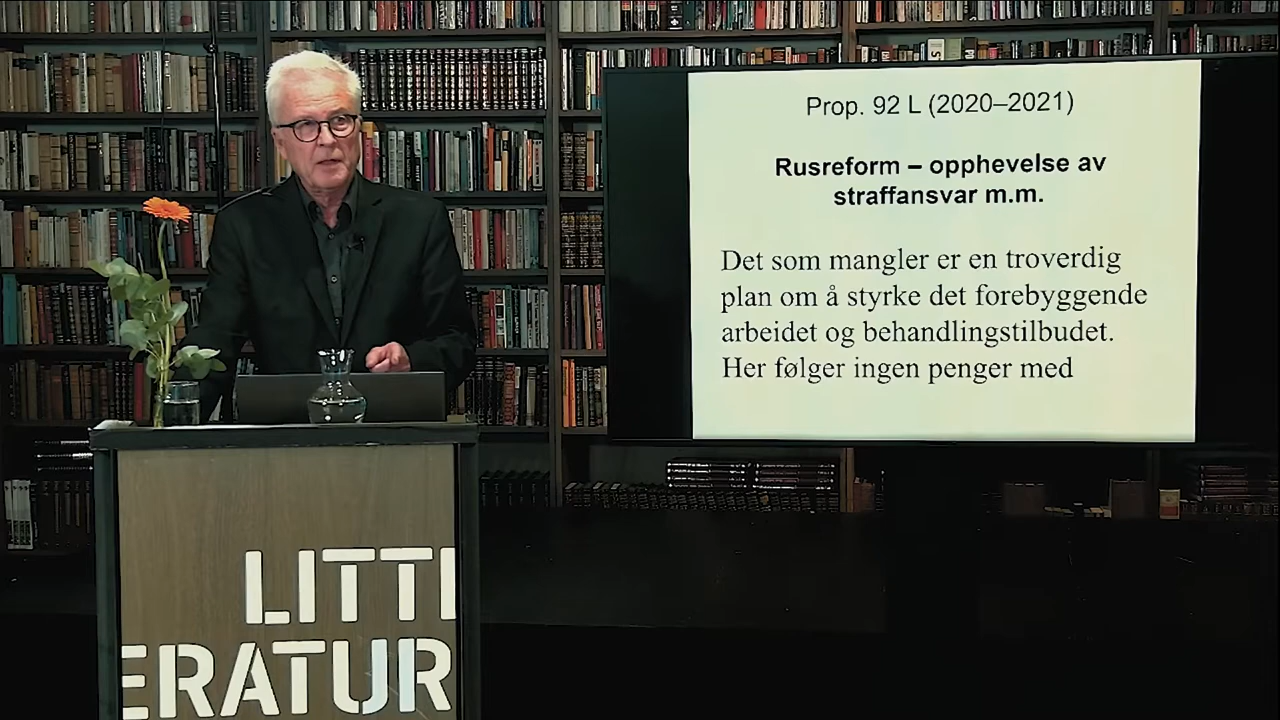 Prop. 92 L (2020–2021)
Rusreform – opphevelse av
straffansvar m.m.
Det som mangler er en troverdig
plan om å styrke det forebyggende
arbeidet og behandlingstilbudet.
Her følger ingen penger med
LITT
ERATUR